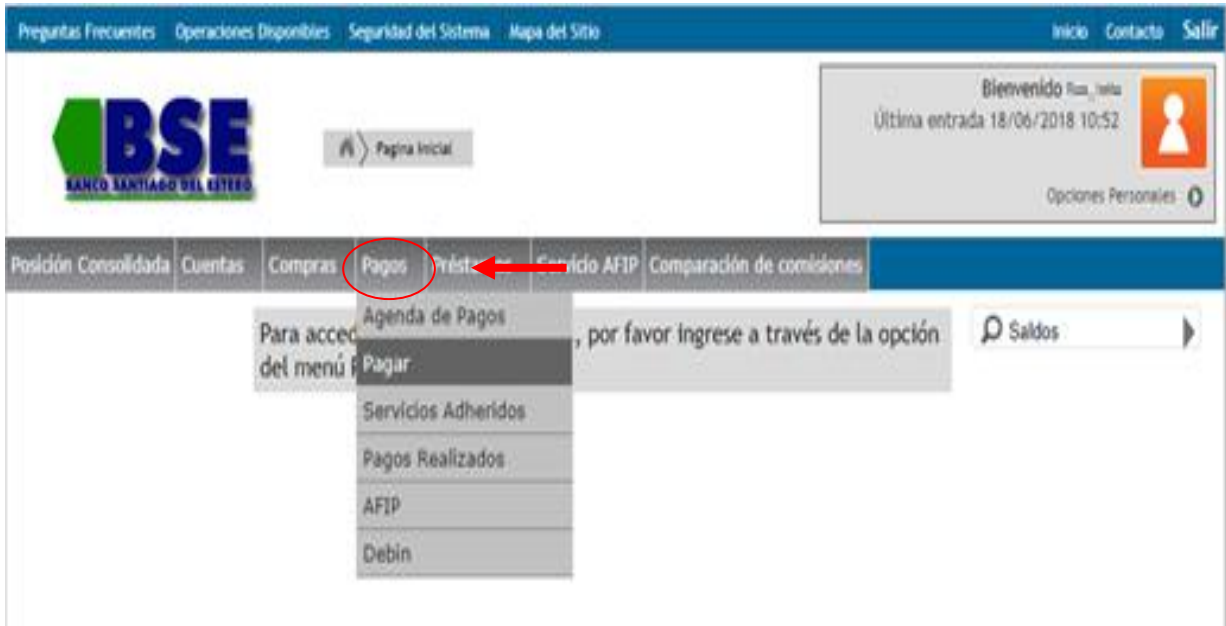 Preguntas Frecuentes Operaciones Disponibles Seguridad del Sistema Mapa del Sitio Inicio Contacto Salir
Bienvenido
Última entrada 18/06/2018 10:52
BSE
BANCO SANTIAGO DEL ESTERO
Pagina Inicial
Opciones Personales
Posición Consolidada Cuentas Compras Pagos Servicio AFIP Comparación de comisiones
Agenda de Pagos
Para , por favor ingrese a través de la opción
Saldos
del menú
Pagar
Servicios Adheridos
Pagos Realizados
AFIP
Debin